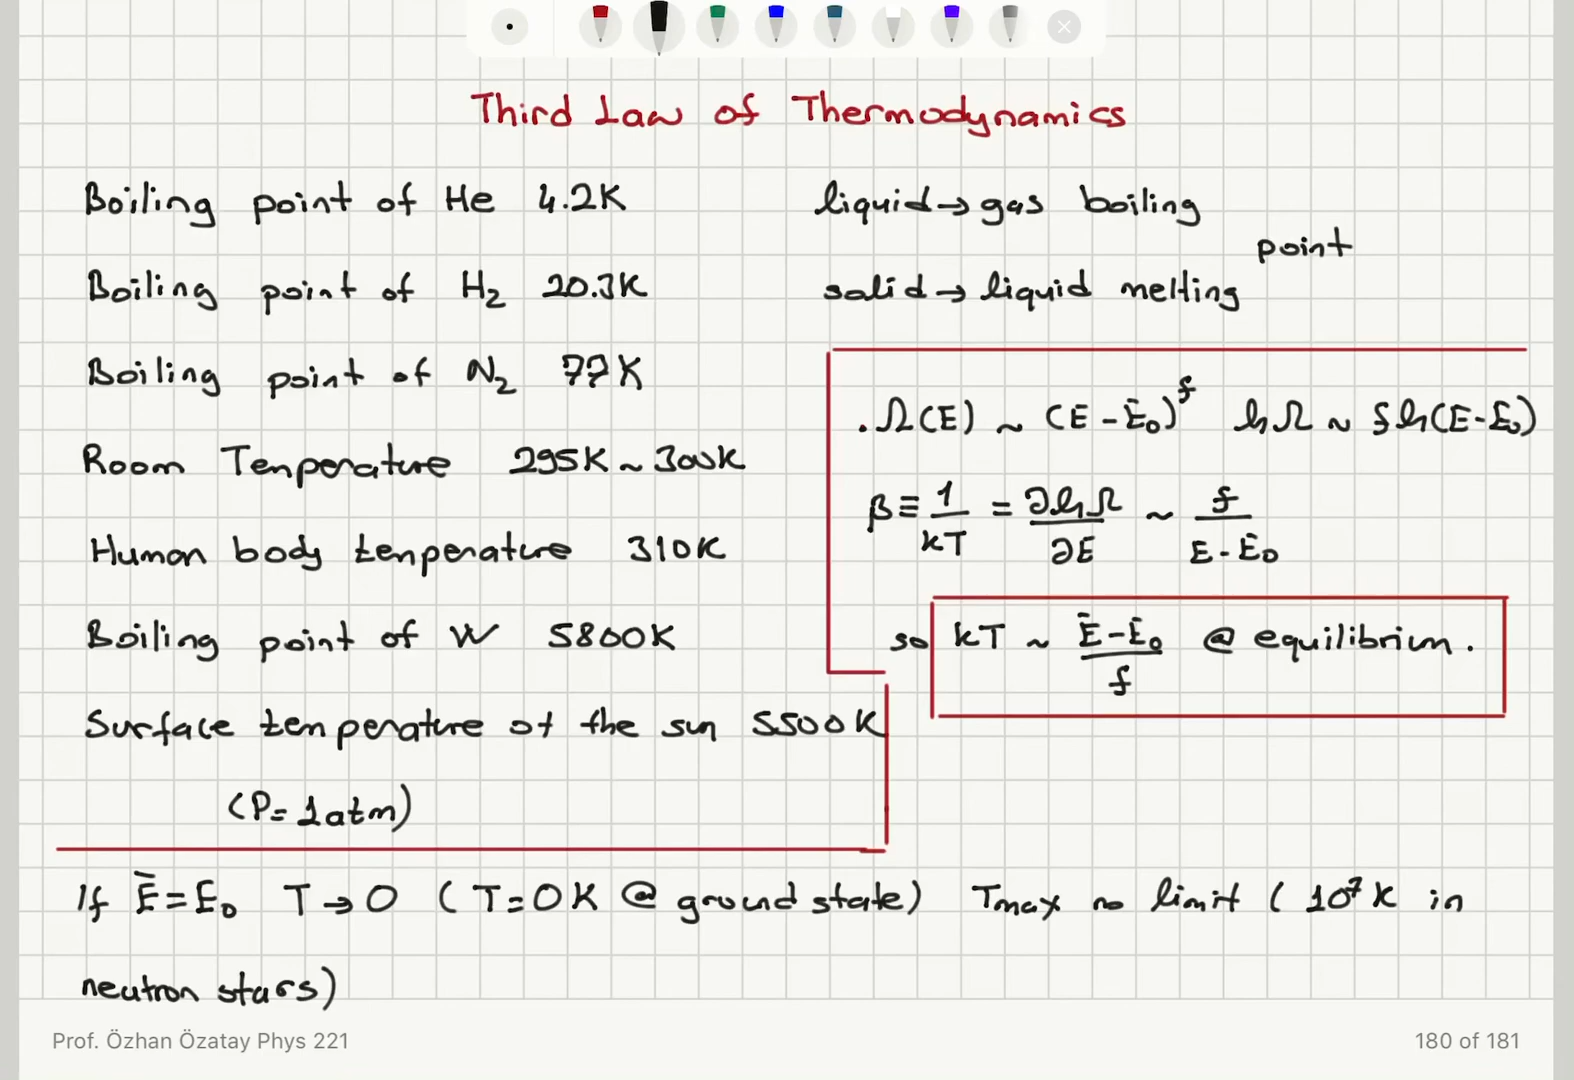 Third Law of Thermodynamics
Boiling point of He 4.2K
Boiling point of H₂ 20.3K
Boiling point of N₂ 77K
Room Temperature 295K ~ 300K
Human body temperature 310K
Boiling point of W 5800K
Surface temperature of the sun 5500K
(P=1atm)
liquid → gas boiling point
solid → liquid melting
. Ω(E) ~ (E - E₀)^f ln Ω ~ f ln(E - E₀)
β ≡ 1/kT = ∂lnΩ/∂E ~ f/(E - E₀)
so kT ~ (Ē - E₀)/f @ equilibrium.
If Ē = E₀ T → 0 (T=0K @ ground state) Tmax no limit (10⁷ K in
neutron stars)
Prof. Özhan Özatay Phys 221
180 of 181